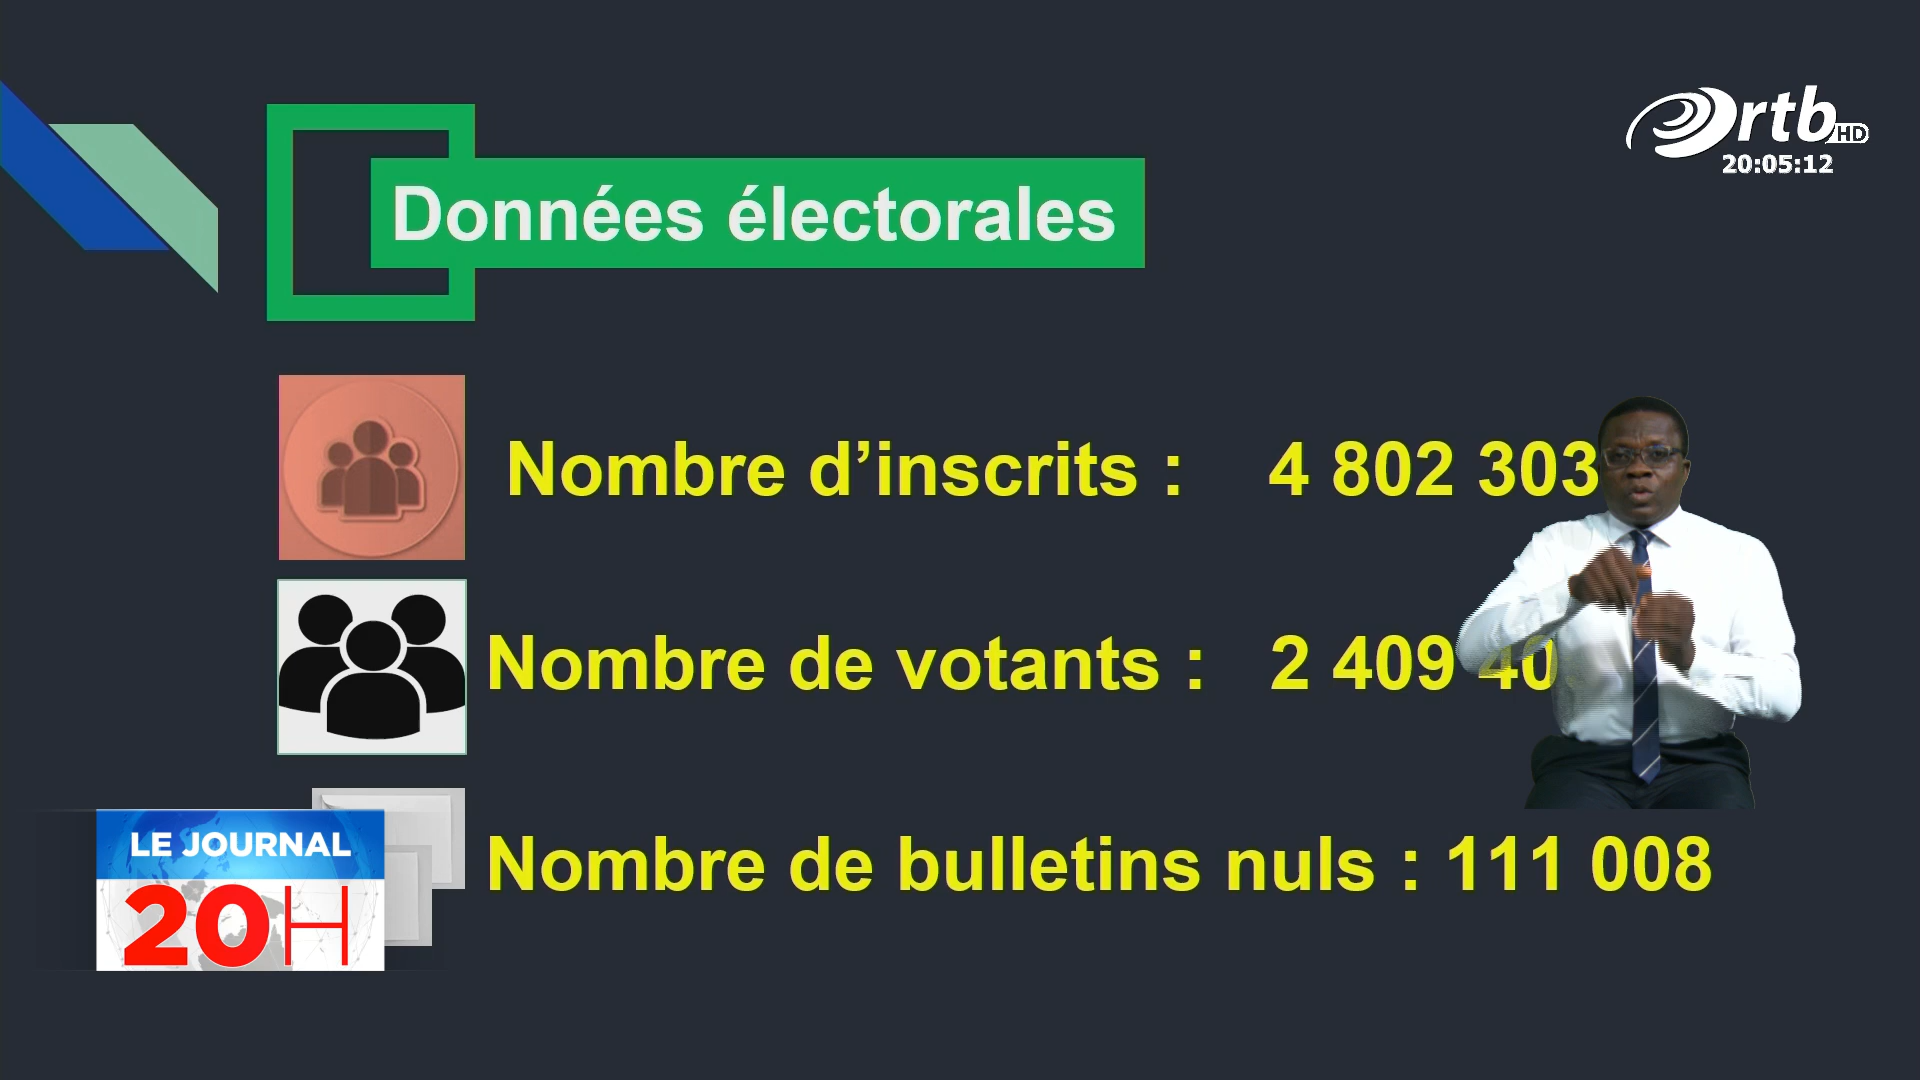 rtb HD
20:05:12
Données électorales
Nombre d’inscrits : 4 802 303
Nombre de votants : 2 409 40
Nombre de bulletins nuls : 111 008
LE JOURNAL
20H